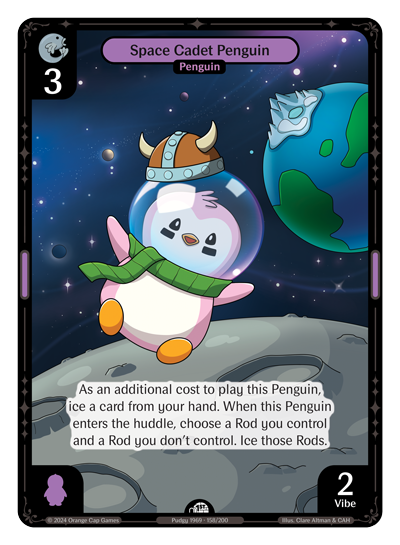 Space Cadet Penguin
Penguin
3
As an additional cost to play this Penguin,
ice a card from your hand. When this Penguin
enters the huddle, choose a Rod you control
and a Rod you don’t control. Ice those Rods.
2
Vibe
© 2024 Orange Cap Games
Pudgy 1969 · 158/200
Illus. Clare Altman & CAH